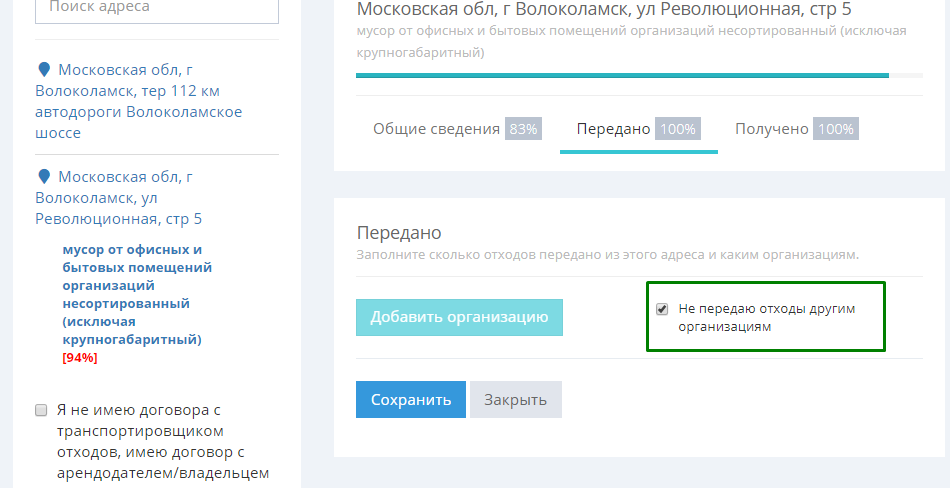 Поиск адреса
Московская обл, г
Волоколамск, тер 112 км
автодороги Волоколамское
шоссе
Московская обл, г
Волоколамск, ул
Революционная, стр 5
мусор от офисных и
бытовых помещений
организаций
несортированный
(исключая
крупногабаритный)
[94%]
Я не имею договора с
транспортировщиком
отходов, имею договор с
арендодателем/владельцем
Московская обл, г Волоколамск, ул Революционная, стр 5
мусор от офисных и бытовых помещений организаций несортированный (исключая
крупногабаритный)
Общие сведения 83% Передано 100% Получено 100%
Передано
Заполните сколько отходов передано из этого адреса и каким организациям.
Добавить организацию
Не передаю отходы другим
организациям
Сохранить Закрыть